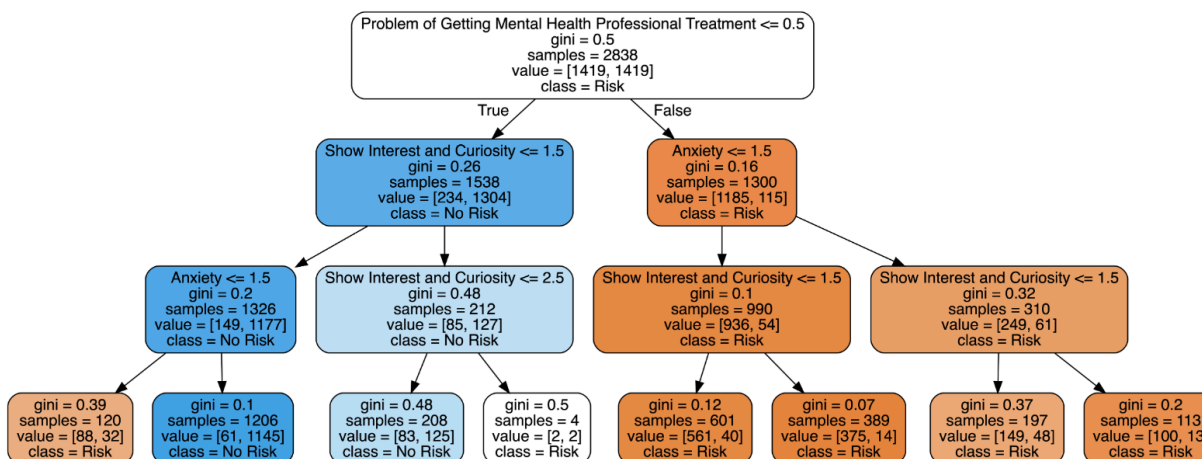 Problem of Getting Mental Health Professional Treatment <= 0.5
gini = 0.5
samples = 2838
value = [1419, 1419]
class = Risk
True
False
Show Interest and Curiosity <= 1.5
gini = 0.26
samples = 1538
value = [234, 1304]
class = No Risk
Anxiety <= 1.5
gini = 0.16
samples = 1300
value = [1185, 115]
class = Risk
Anxiety <= 1.5
gini = 0.2
samples = 1326
value = [149, 1177]
class = No Risk
Show Interest and Curiosity <= 2.5
gini = 0.48
samples = 212
value = [85, 127]
class = No Risk
Show Interest and Curiosity <= 1.5
gini = 0.1
samples = 990
value = [936, 54]
class = Risk
Show Interest and Curiosity <= 1.5
gini = 0.32
samples = 310
value = [249, 61]
class = Risk
gini = 0.39
samples = 120
value = [88, 32]
class = Risk
gini = 0.1
samples = 1206
value = [61, 1145]
class = No Risk
gini = 0.48
samples = 208
value = [83, 125]
class = No Risk
gini = 0.5
samples = 4
value = [2, 2]
class = Risk
gini = 0.12
samples = 601
value = [561, 40]
class = Risk
gini = 0.07
samples = 389
value = [375, 14]
class = Risk
gini = 0.37
samples = 197
value = [149, 48]
class = Risk
gini = 0.2
samples = 113
value = [100, 13
class = Risk